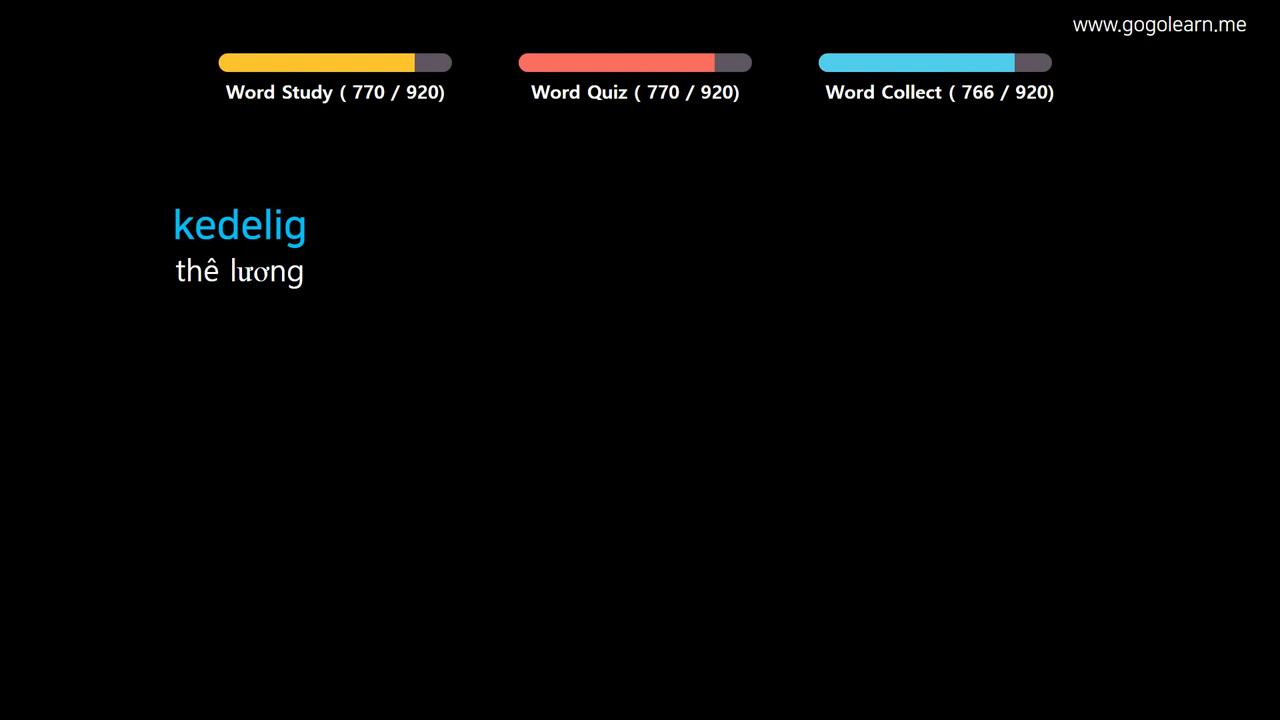 www.gogolearn.me
Word Study ( 770 / 920)
Word Quiz ( 770 / 920)
Word Collect ( 766 / 920)
kedelig
thê lương